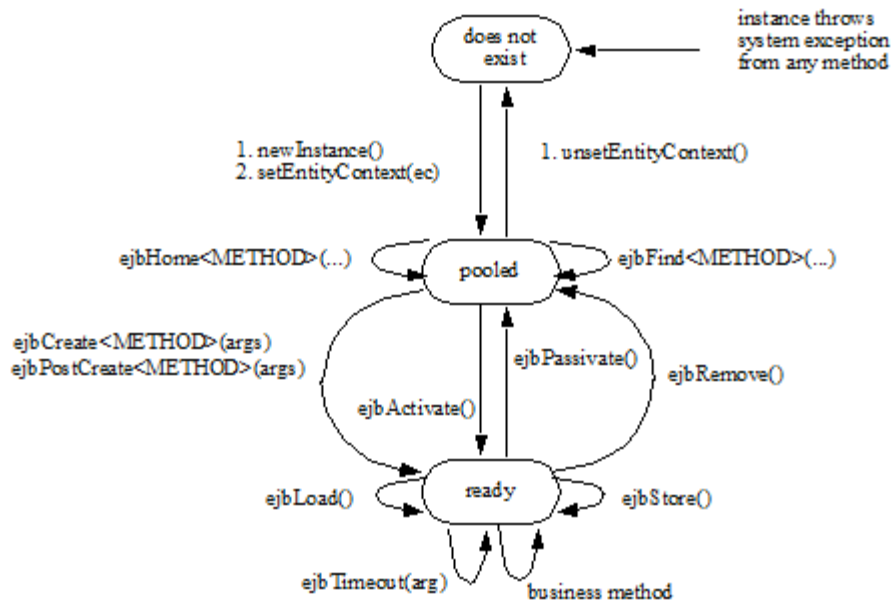 does not
exist
instance throws
system exception
from any method
1. newInstance()
2. setEntityContext(ec)
1. unsetEntityContext()
ejbHome<METHOD>(...)
pooled
ejbFind<METHOD>(...)
ejbCreate<METHOD>(args)
ejbPostCreate<METHOD>(args)
ejbPassivate()
ejbRemove()
ejbActivate()
ejbLoad()
ready
ejbStore()
ejbTimeout(arg)
business method